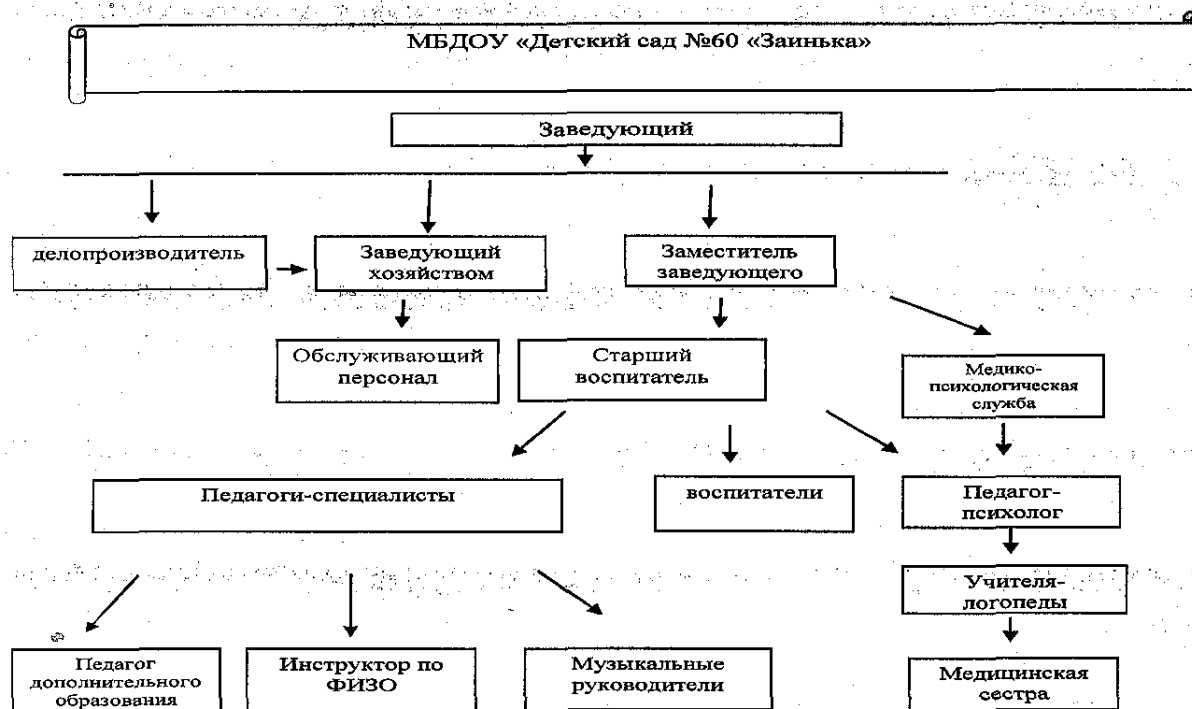 МБДОУ «Детский сад №60 «Заинька»
Заведующий
делопроизводитель
Заведующий
хозяйством
Заместитель
заведующего
Обслуживающий
персонал
Старший
воспитатель
Медико-
психологическая
служба
Педагоги-специалисты
воспитатели
Педагог-
психолог
Учителя-
логопеды
Педагог
дополнительного
образования
Инструктор по
ФИЗО
Музыкальные
руководители
Медицинская
сестра